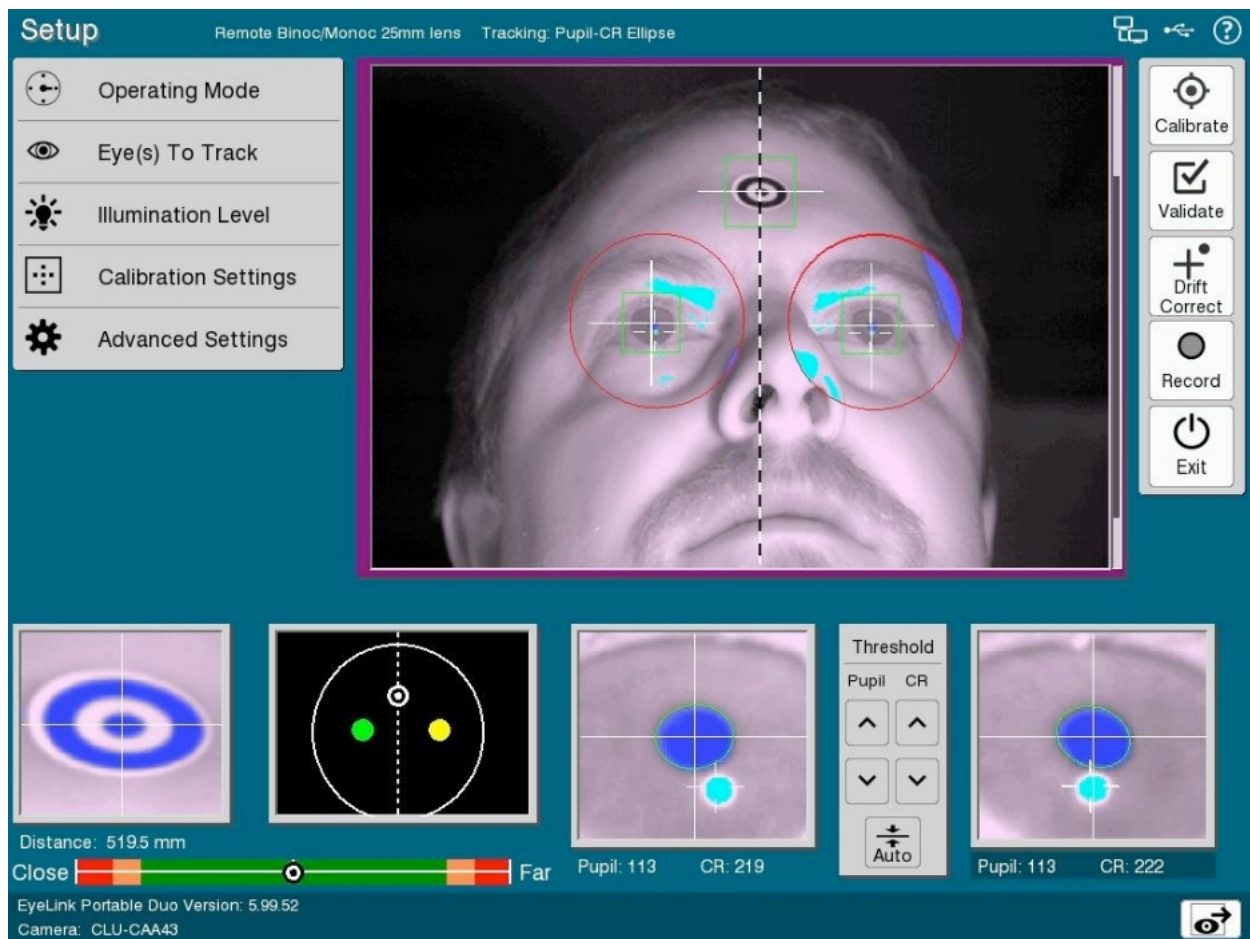 Setup
Remote Binoc/Monoc 25mm lens Tracking: Pupil-CR Ellipse
Operating Mode
Eye(s) To Track
Illumination Level
Calibration Settings
Advanced Settings
Calibrate
Validate
Drift
Correct
Record
Exit
Distance: 519.5 mm
Close
Far
Pupil: 113 CR: 219
Threshold
Pupil CR
Auto
Pupil: 113 CR: 222
EyeLink Portable Duo Version: 5.99.52
Camera: CLU-CAA43